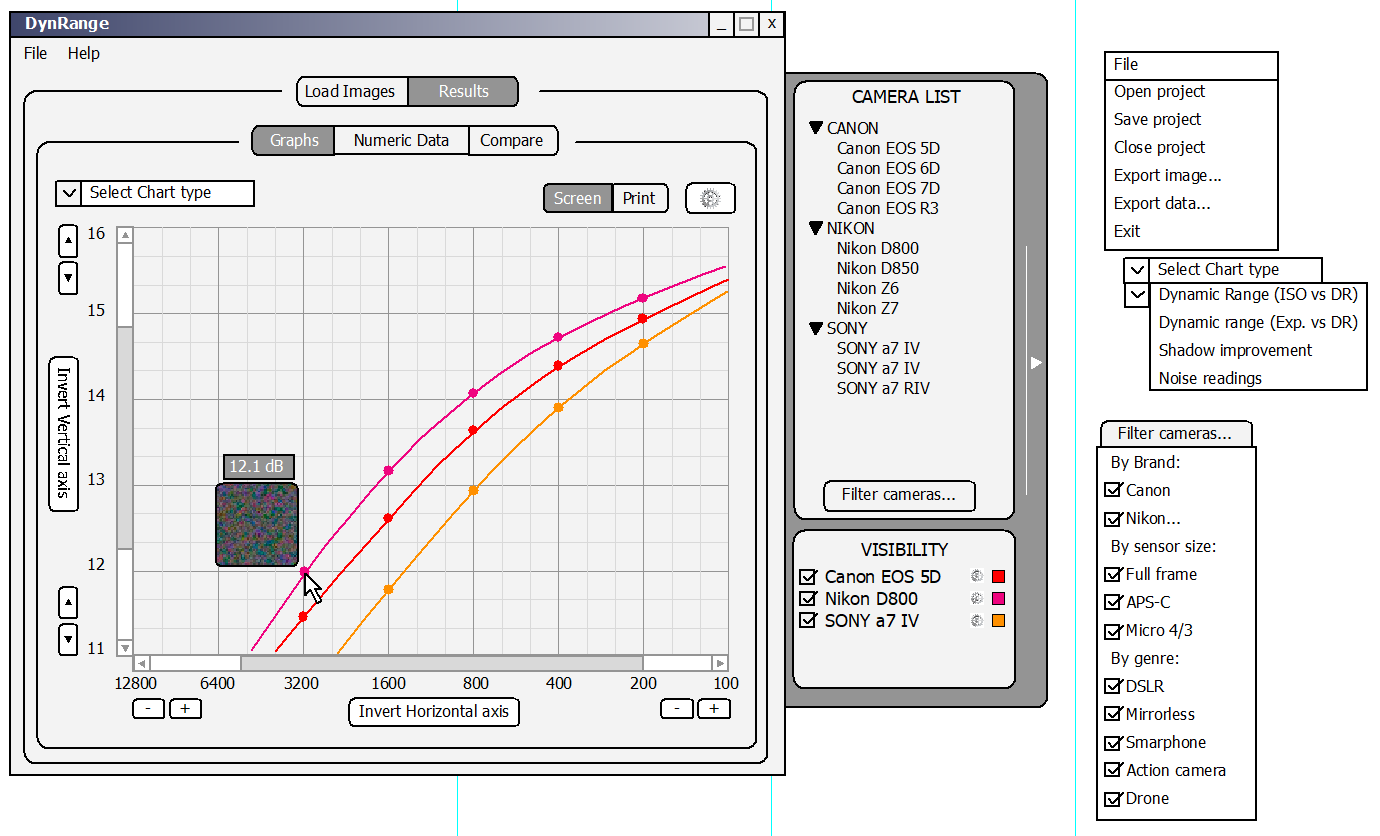 DynRange
_ X
File Help
Load Images Results
Graphs Numeric Data Compare
Select Chart type
Screen Print
16
15
14
13
12
11
Invert Vertical axis
12.1 dB
12800 6400 3200 1600 800 400 200 100
- +
Invert Horizontal axis
- +
CAMERA LIST
CANON
Canon EOS 5D
Canon EOS 6D
Canon EOS 7D
Canon EOS R3
NIKON
Nikon D800
Nikon D850
Nikon Z6
Nikon Z7
SONY
SONY a7 IV
SONY a7 IV
SONY a7 RIV
Filter cameras...
VISIBILITY
Canon EOS 5D
Nikon D800
SONY a7 IV
File
Open project
Save project
Close project
Export image...
Export data...
Exit
Select Chart type
Dynamic Range (ISO vs DR)
Dynamic range (Exp. vs DR)
Shadow improvement
Noise readings
Filter cameras...
By Brand:
Canon
Nikon...
By sensor size:
Full frame
APS-C
Micro 4/3
By genre:
DSLR
Mirrorless
Smarphone
Action camera
Drone